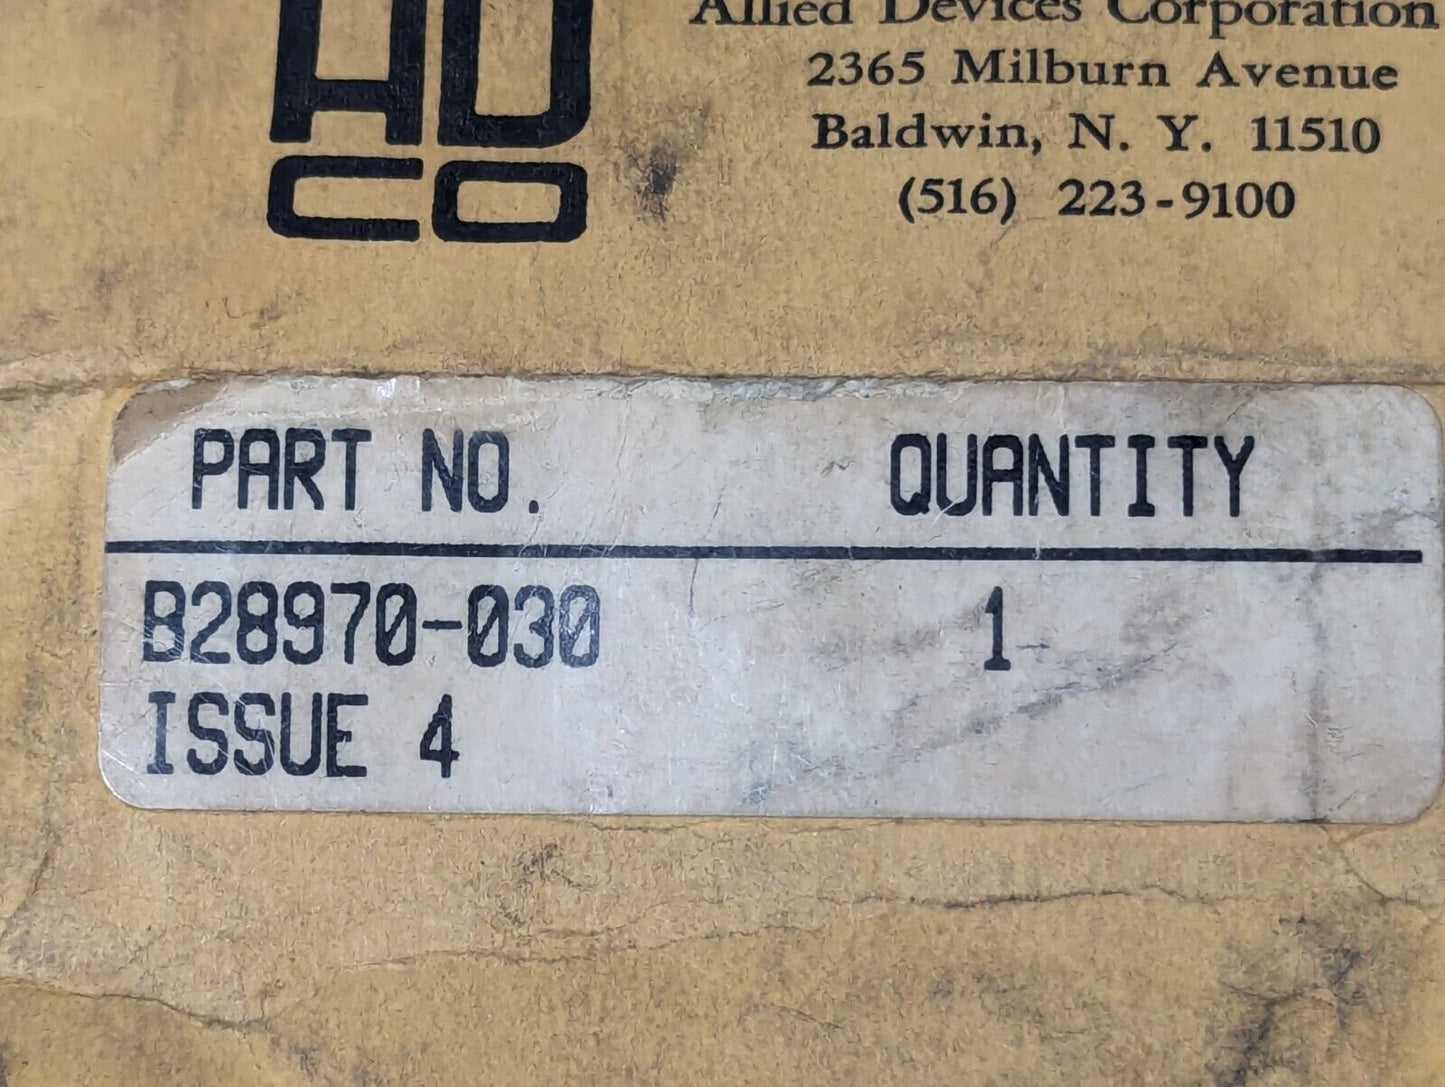 AD
CO
Allied Devices Corporation
2365 Milburn Avenue
Baldwin, N. Y. 11510
(516) 223-9100
PART NO. QUANTITY
B28970-030 1
ISSUE 4